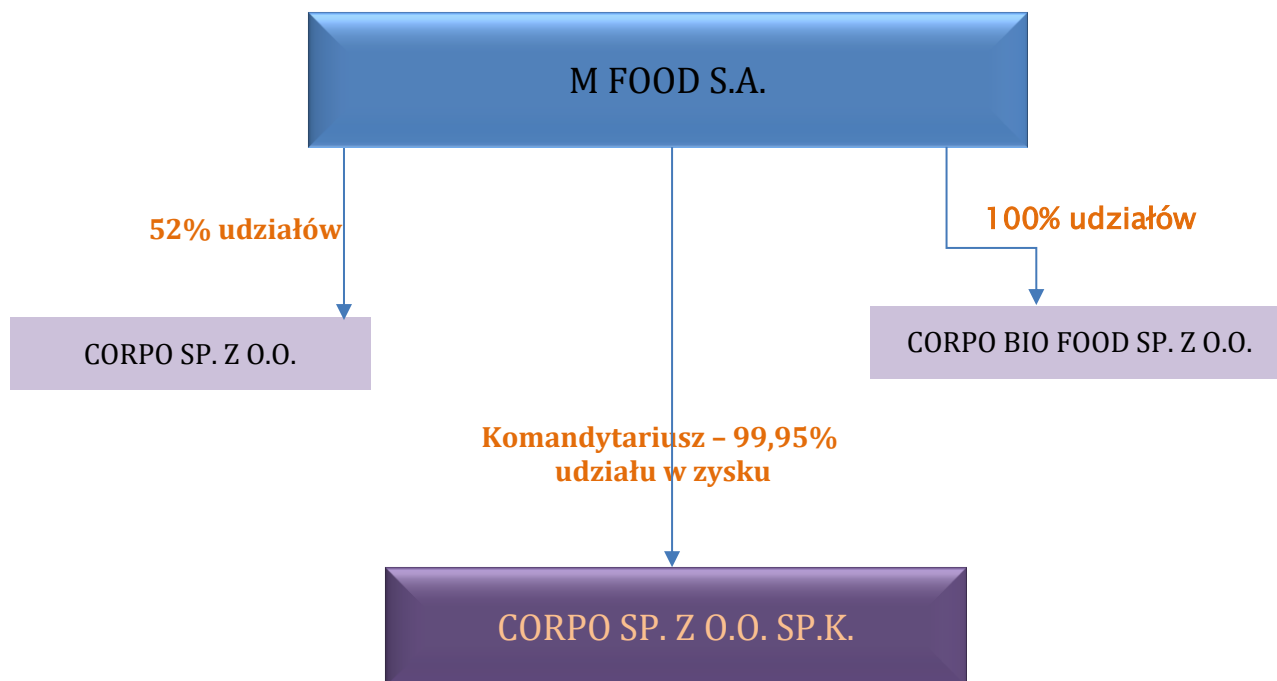 M FOOD S.A.
52% udziałów
100% udziałów
CORPO SP. Z O.O.
CORPO BIO FOOD SP. Z O.O.
Komandytariusz – 99,95%
udziału w zysku
CORPO SP. Z O.O. SP.K.